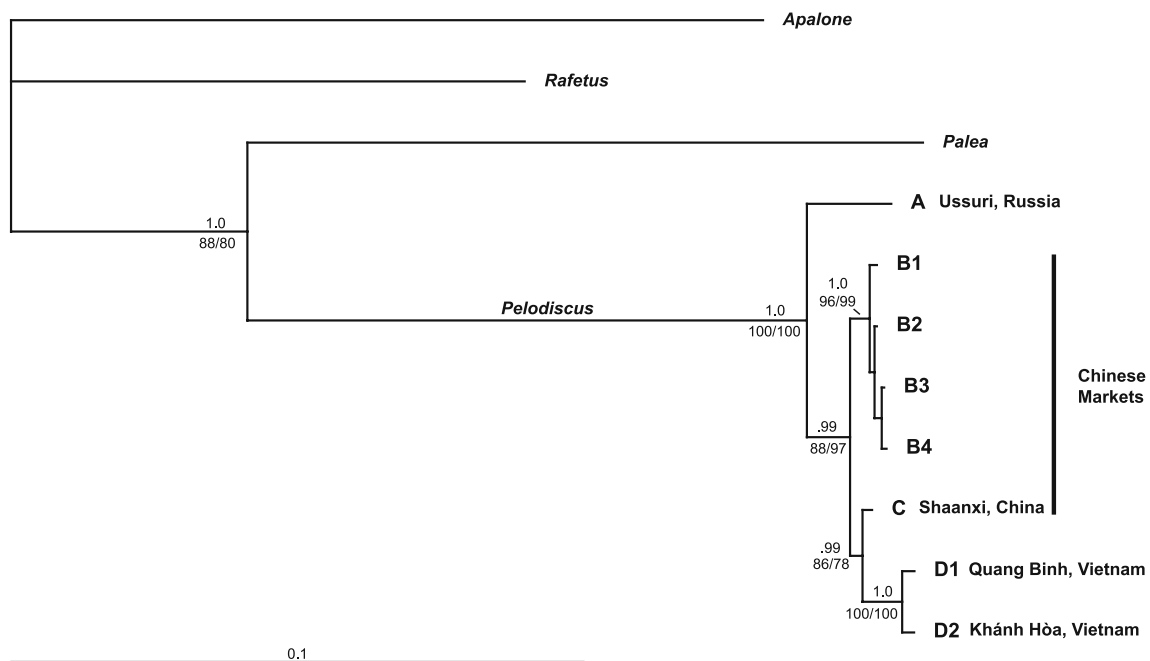 Apalone
Rafetus
Palea
A Ussuri, Russia
1.0
88/80
B1
1.0
96/99
Pelodiscus
1.0
100/100
B2
Chinese
Markets
B3
.99
88/97
B4
C Shaanxi, China
.99
86/78
D1 Quang Binh, Vietnam
1.0
100/100
D2 Khánh Hòa, Vietnam
0.1